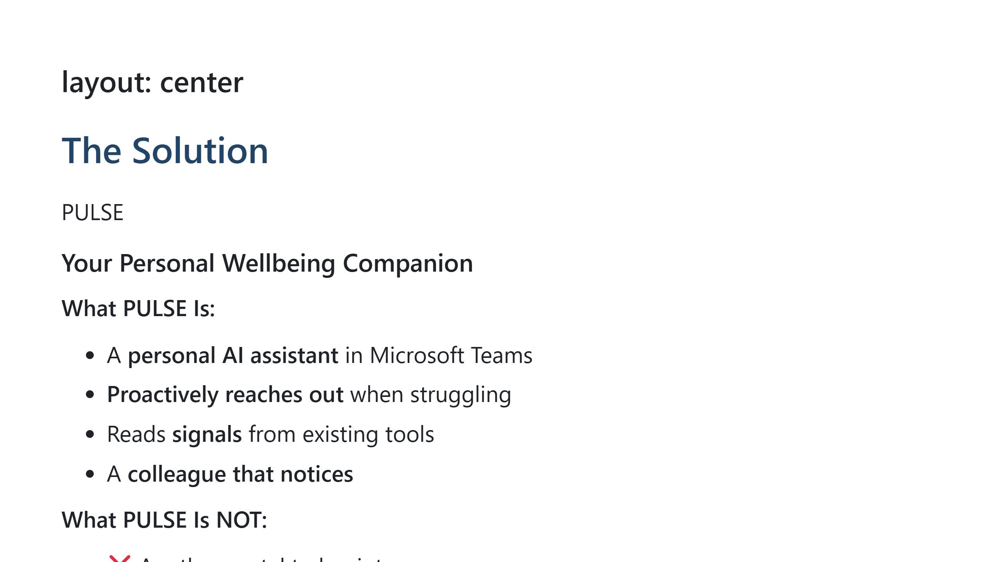 layout: center
The Solution
PULSE
Your Personal Wellbeing Companion
What PULSE Is:
• A personal AI assistant in Microsoft Teams
• Proactively reaches out when struggling
• Reads signals from existing tools
• A colleague that notices
What PULSE Is NOT:
❌